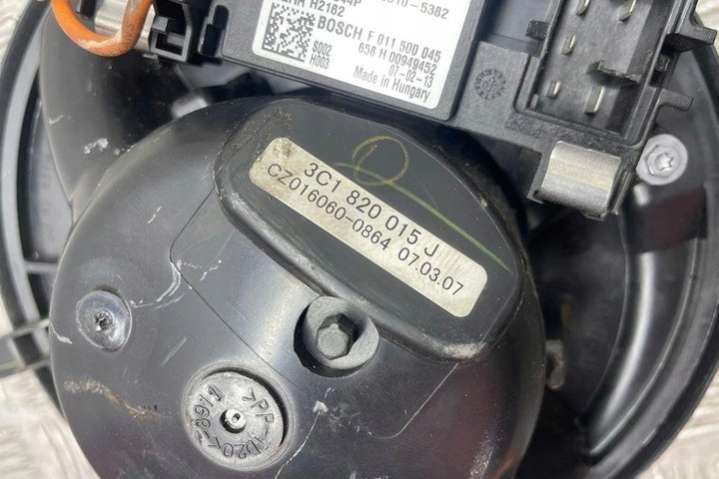 H2182
BOSCH F 011 500 045
658 H 00949452
S002
H003
07-02-13
Made in Hungary
3C1 820 015 J
CZ016060-0864 07.03.07
>PP